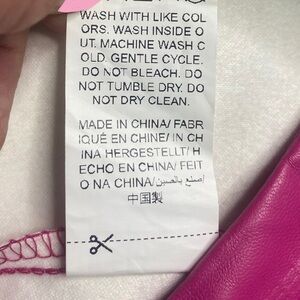 WASH WITH LIKE COL
ORS. WASH INSIDE O
UT. MACHINE WASH C
OLD. GENTLE CYCLE.
DO NOT BLEACH. DO
NOT TUMBLE DRY. DO
NOT DRY CLEAN.
MADE IN CHINA/ FABR
IQUÉ EN CHINE/ IN CH
INA HERGESTELLT/ H
ECHO EN CHINA/ FEIT
O NA CHINA/ اصنع بالصين/
中国製